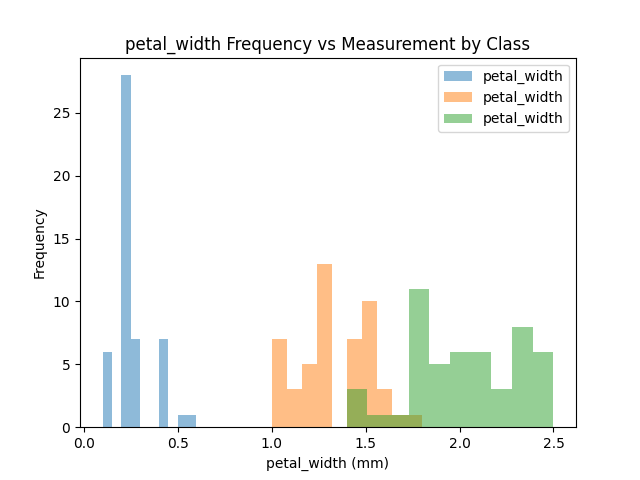 petal_width Frequency vs Measurement by Class
petal_width
petal_width
petal_width
Frequency
25
20
15
10
5
0
0.0 0.5 1.0 1.5 2.0 2.5
petal_width (mm)